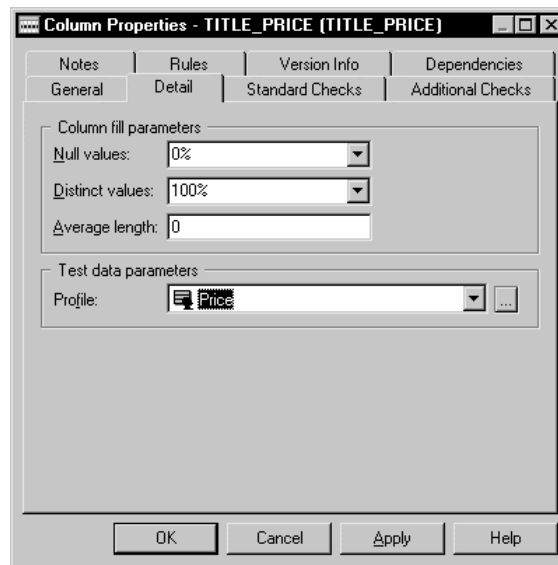 Column Properties - TITLE_PRICE (TITLE_PRICE)
Notes Rules Version Info Dependencies
General Detail Standard Checks Additional Checks
Column fill parameters
Null values: 0%
Distinct values: 100%
Average length: 0
Test data parameters
Profile: Price ...
OK Cancel Apply Help